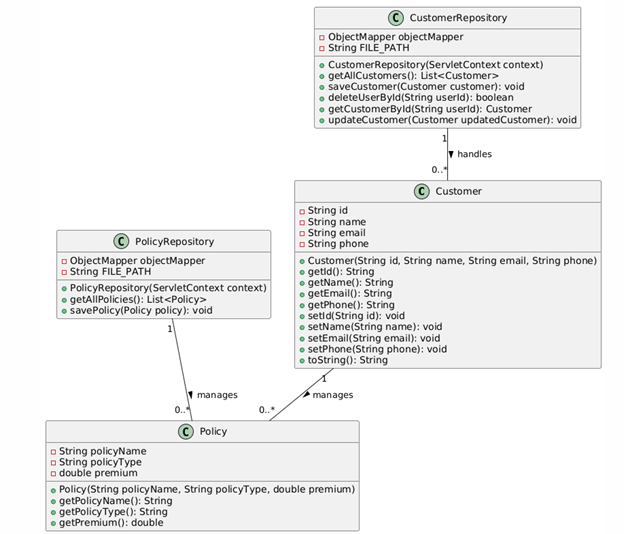 C CustomerRepository
ObjectMapper objectMapper
String FILE_PATH
CustomerRepository(ServletContext context)
getAllCustomers(): List<Customer>
saveCustomer(Customer customer): void
deleteUserById(String userId): boolean
getCustomerById(String userId): Customer
updateCustomer(Customer updatedCustomer): void
1
handles
0..*
C Customer
String id
String name
String email
String phone
Customer(String id, String name, String email, String phone)
getId(): String
getName(): String
getEmail(): String
getPhone(): String
setId(String id): void
setName(String name): void
setEmail(String email): void
setPhone(String phone): void
toString(): String
C PolicyRepository
ObjectMapper objectMapper
String FILE_PATH
PolicyRepository(ServletContext context)
getAllPolicies(): List<Policy>
savePolicy(Policy policy): void
1
manages
0..*
1
manages
0..*
C Policy
String policyName
String policyType
double premium
Policy(String policyName, String policyType, double premium)
getPolicyName(): String
getPolicyType(): String
getPremium(): double